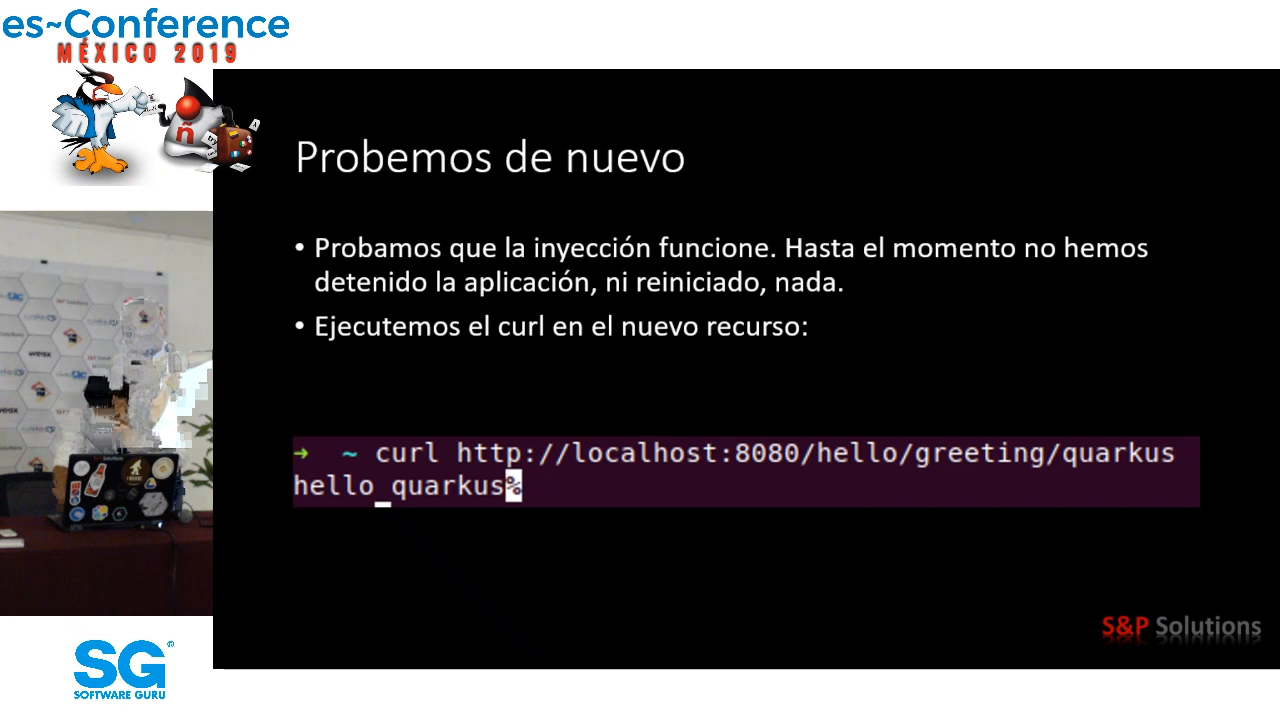 es~Conference
MÉXICO 2019
ñ
Probemos de nuevo
• Probamos que la inyección funcione. Hasta el momento no hemos
detenido la aplicación, ni reiniciado, nada.
• Ejecutemos el curl en el nuevo recurso:
➜ ~ curl http://localhost:8080/hello/greeting/quarkus
hello quarkus%
S&P Solutions
SG
SOFTWARE GURU